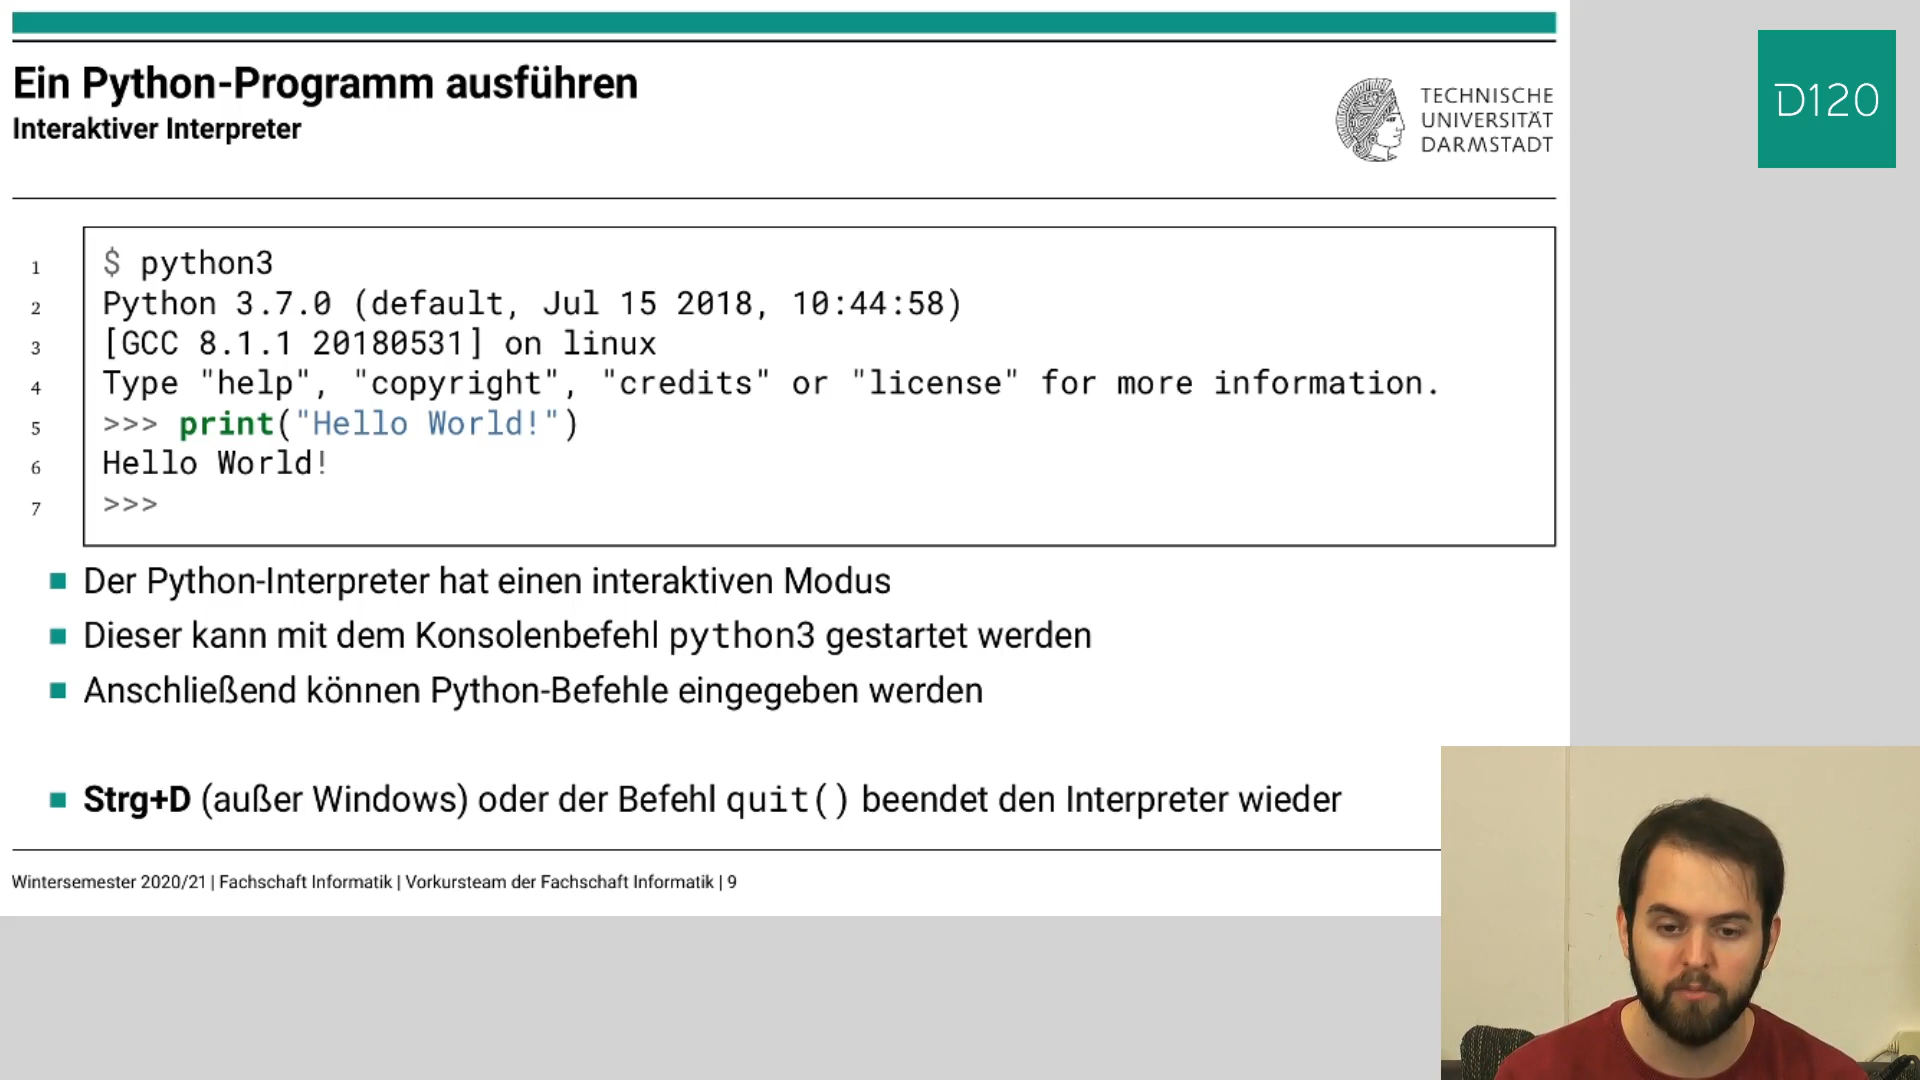 Ein Python-Programm ausführen
Interaktiver Interpreter
TECHNISCHE
UNIVERSITÄT
DARMSTADT
D120
1 $ python3
2 Python 3.7.0 (default, Jul 15 2018, 10:44:58)
3 [GCC 8.1.1 20180531] on linux
4 Type "help", "copyright", "credits" or "license" for more information.
5 >>> print("Hello World!")
6 Hello World!
7 >>>
Der Python-Interpreter hat einen interaktiven Modus
Dieser kann mit dem Konsolenbefehl python3 gestartet werden
Anschließend können Python-Befehle eingegeben werden
Strg+D (außer Windows) oder der Befehl quit() beendet den Interpreter wieder
Wintersemester 2020/21 | Fachschaft Informatik | Vorkursteam der Fachschaft Informatik | 9